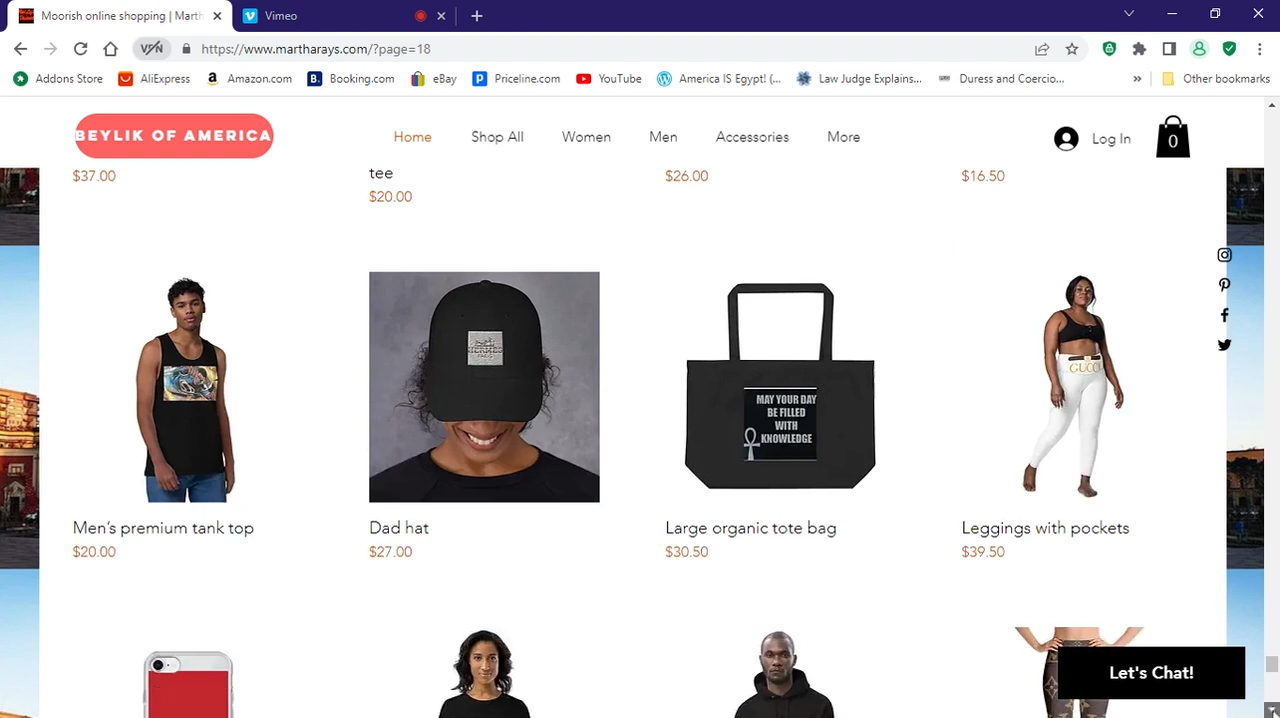 Moorish online shopping | Marth
Vimeo
VPN
https://www.martharays.com/?page=18
Addons Store
AliExpress
Amazon.com
Booking.com
eBay
Priceline.com
YouTube
America IS Egypt! (...
Law Judge Explains...
Duress and Coercio...
Other bookmarks
BEYLIK OF AMERICA
Home
Shop All
Women
Men
Accessories
More
Log In
0
$37.00
tee
$20.00
$26.00
$16.50
HERMES
PARIS
MAY YOUR DAY
BE FILLED
WITH
KNOWLEDGE
GUCCI
Men's premium tank top
$20.00
Dad hat
$27.00
Large organic tote bag
$30.50
Leggings with pockets
$39.50
Let's Chat!